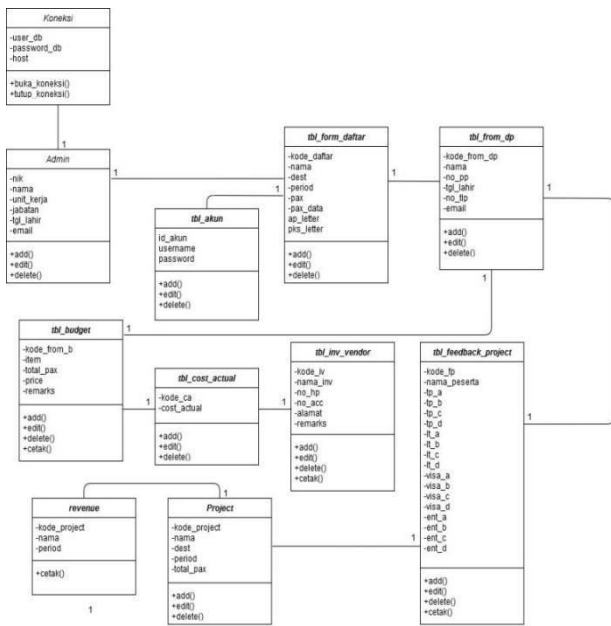 Koneksi
-user_db
-password_db
-host
+buka_koneksi()
+tutup_koneksi()
1
Admin
-nik
-nama
-unit_kerja
-jabatan
-tgl_lahir
-email
+add()
+edit()
+delete()
1
1
tbl_akun
id_akun
username
password
+add()
+edit()
+delete()
1
tbl_form_daftar
-kode_daftar
-nama
-dest
-period
-pax
-pax_data
ap_letter
pks_letter
+add()
+edit()
+delete()
1
1
tbl_from_dp
-kode_from_dp
-nama
-no_pp
-tgl_lahir
-no_tlp
-email
+add()
+edit()
+delete()
1
1
tbl_budget
-kode_from_b
-item
-total_pax
-price
-remarks
+add()
+edit()
+delete()
+cetak()
1
1
1
tbl_cost_actual
-kode_ca
-cost_actual
+add()
+edit()
+delete()
1
1
tbl_inv_vendor
-kode_iv
-nama_inv
-no_hp
-no_acc
-alamat
-remarks
+add()
+edit()
+delete()
+cetak()
tbl_feedback_project
-kode_fp
-nama_peserta
-tp_a
-tp_b
-tp_c
-tp_d
-lt_a
-lt_b
-lt_c
-lt_d
-visa_a
-visa_b
-visa_c
-visa_d
-ent_a
-ent_b
-ent_c
-ent_d
+add()
+edit()
+delete()
+cetak()
1
1
revenue
-kode_project
-nama
-period
+cetak()
1
1
Project
-kode_project
-nama
-dest
-period
-total_pax
+add()
+edit()
+delete()